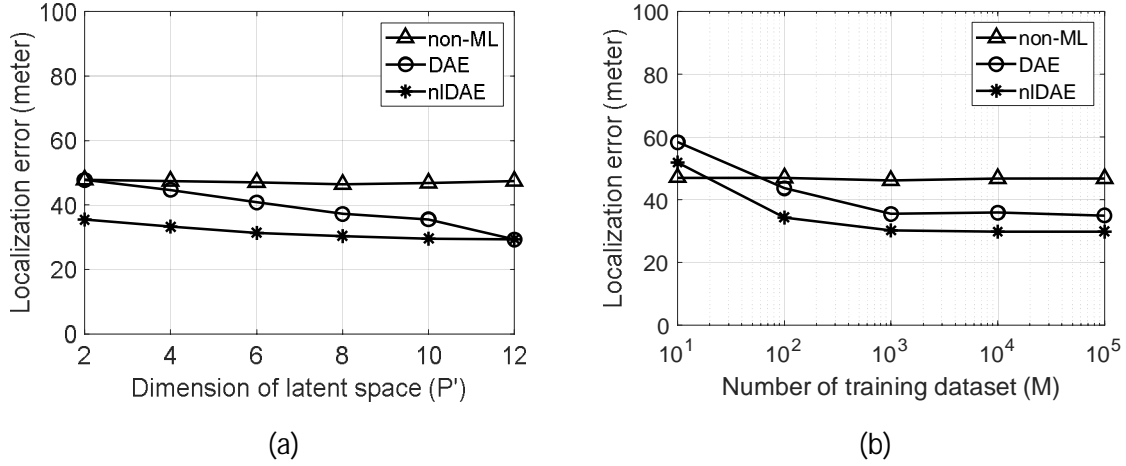 100
80
60
40
20
0
Localization error (meter)
non-ML
DAE
nlDAE
2 4 6 8 10 12
Dimension of latent space (P')
(a)
100
80
60
40
20
0
Localization error (meter)
non-ML
DAE
nlDAE
10^1 10^2 10^3 10^4 10^5
Number of training dataset (M)
(b)